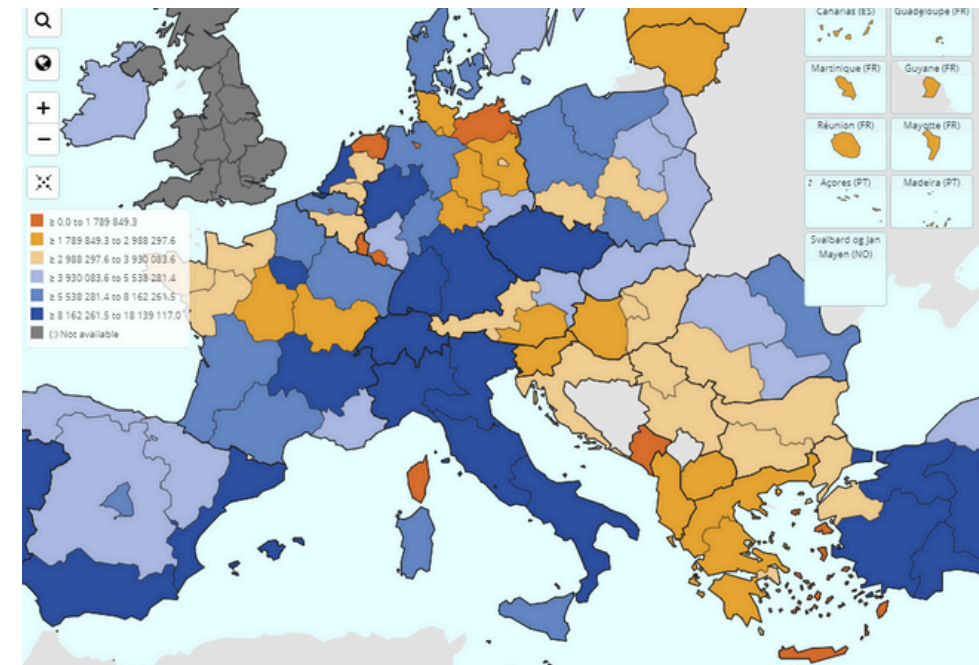 Canarias (ES)
Guadeloupe (FR)
Martinique (FR)
Guyane (FR)
+
−
Réunion (FR)
Mayotte (FR)
Açores (PT)
Madeira (PT)
≥ 0.0 to 1 789 849.3
≥ 1 789 849.3 to 2 988 297.6
≥ 2 988 297.6 to 3 930 083.6
≥ 3 930 083.6 to 5 538 281.4
≥ 5 538 281.4 to 8 162 261.5
≥ 8 162 261.5 to 18 139 117.0
(:) Not available
Svalbard og Jan
Mayen (NO)